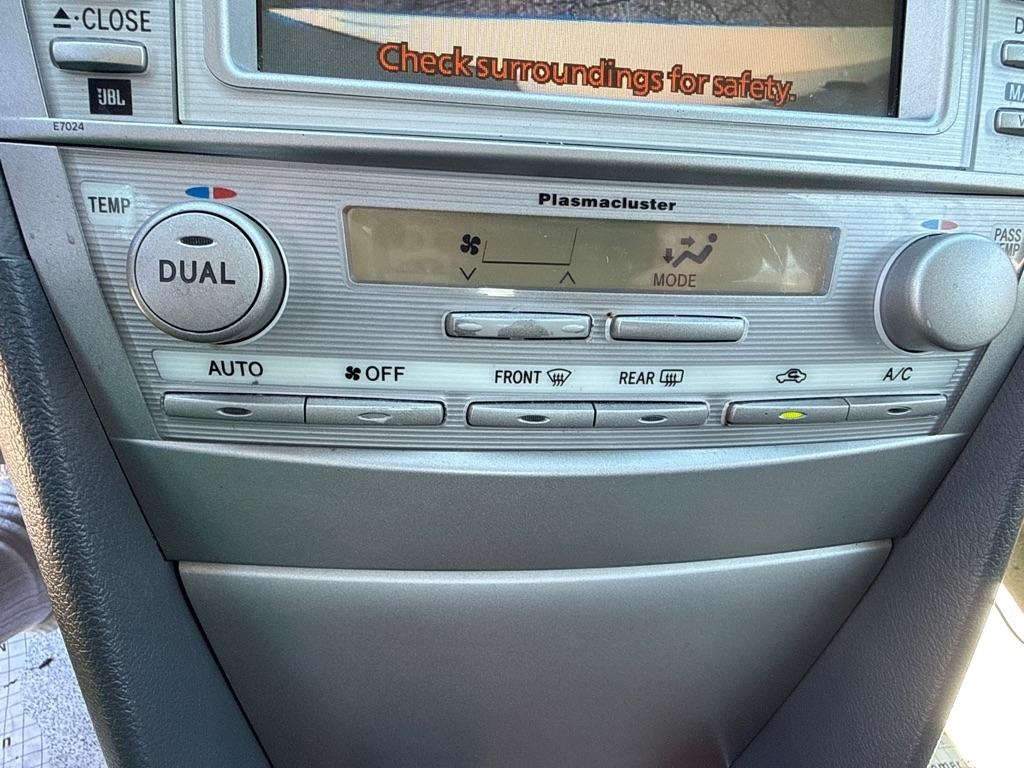 CLOSE
JBL
E7024
Check surroundings for safety.
Plasmacluster
TEMP
DUAL
MODE
PASS
TEMP
AUTO
OFF
FRONT
REAR
A/C